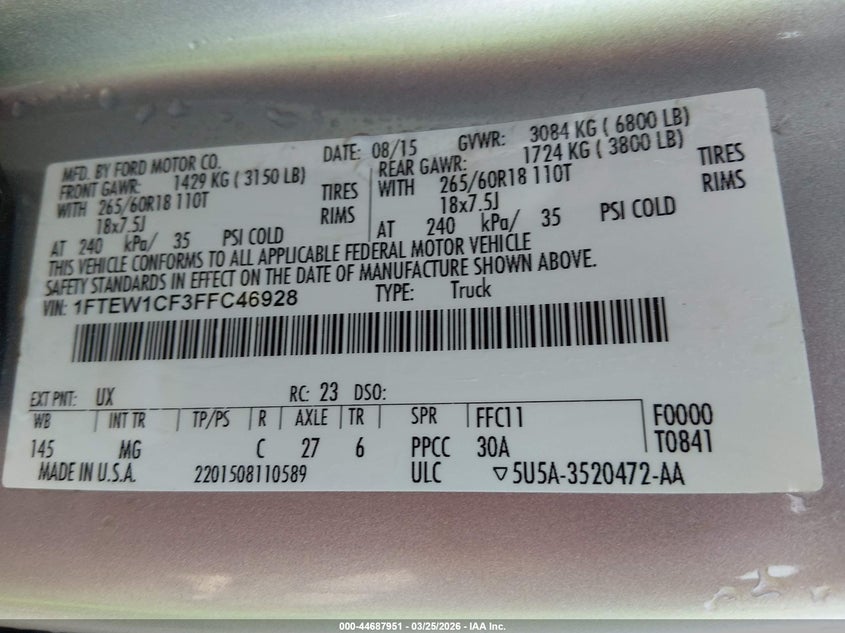 MFD. BY FORD MOTOR CO. DATE: 08/15 GVWR: 3084 KG ( 6800 LB)
FRONT GAWR: 1429 KG ( 3150 LB) REAR GAWR: 1724 KG ( 3800 LB)
WITH 265/60R18 110T TIRES WITH 265/60R18 110T TIRES
18x7.5J RIMS 18x7.5J RIMS
AT 240 kPa/ 35 PSI COLD AT 240 kPa/ 35 PSI COLD
THIS VEHICLE CONFORMS TO ALL APPLICABLE FEDERAL MOTOR VEHICLE
SAFETY STANDARDS IN EFFECT ON THE DATE OF MANUFACTURE SHOWN ABOVE.
VIN: 1FTEW1CF3FFC46928 TYPE: Truck
EXT PNT: UX RC: 23 DSO:
WB INT TR TP/PS R AXLE TR SPR FFC11 F0000
145 MG C 27 6 PPCC 30A T0841
MADE IN U.S.A. 2201508110589 ULC ▽5U5A-3520472-AA
000-44687951 | 03/25/2026 - IAA Inc.